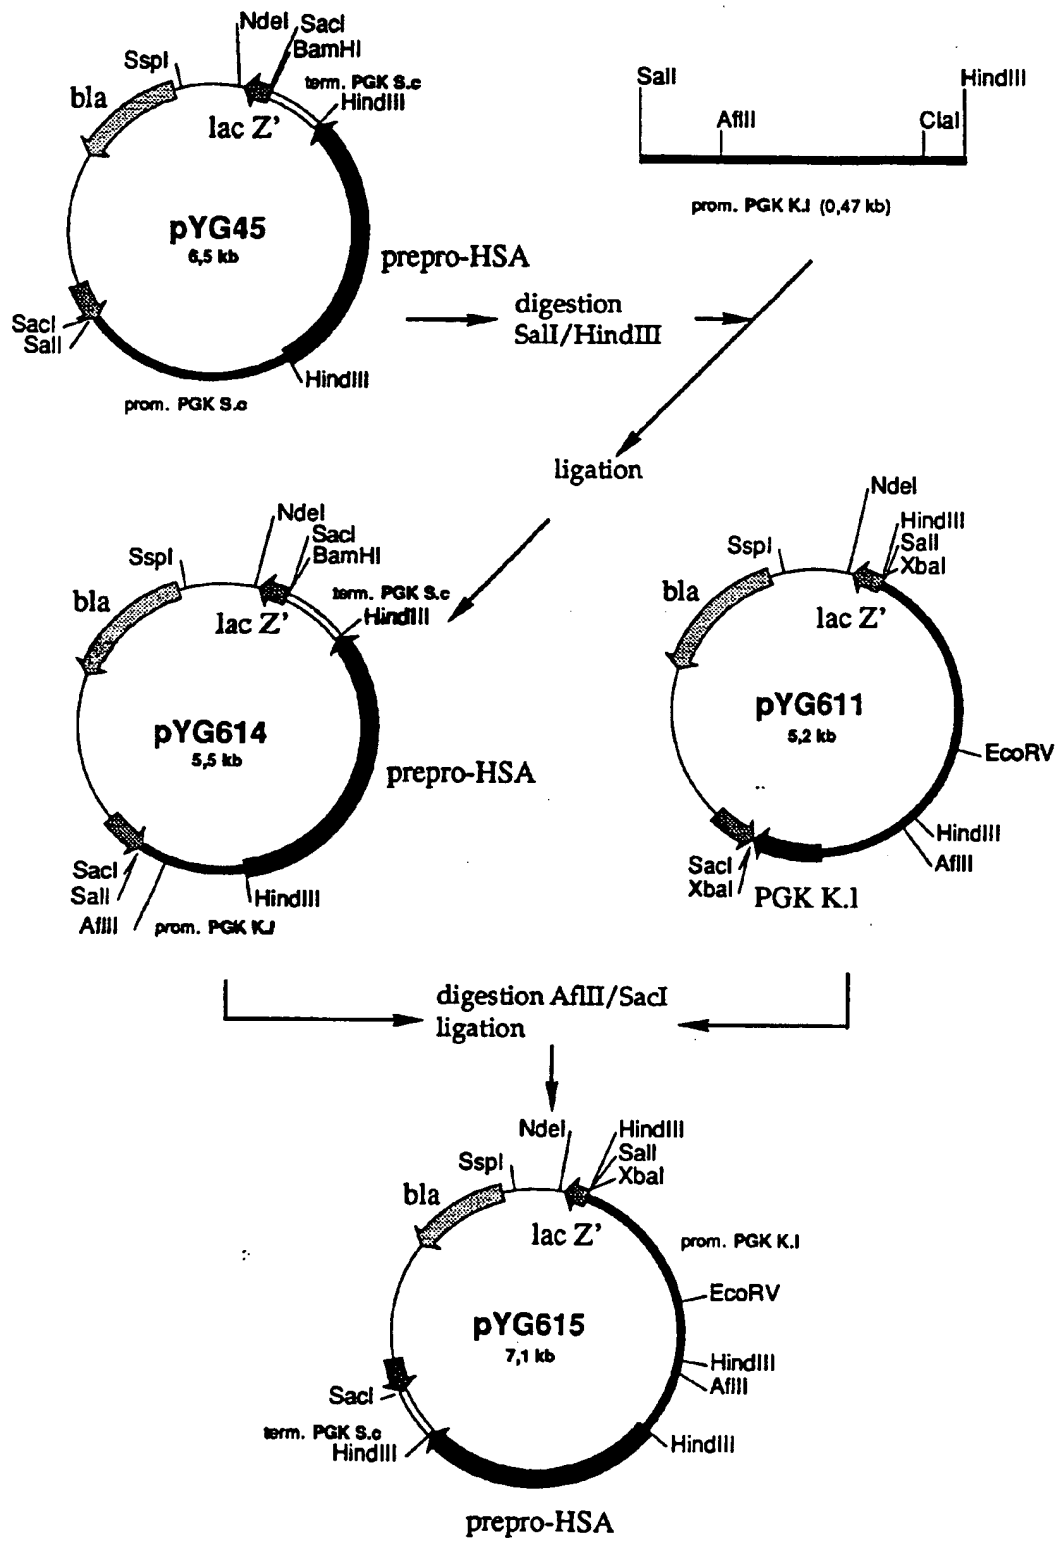 NdeI
SacI
BamHI
SspI
term. PGK S.c
HindIII
bla
lac Z'
pYG45
6,5 kb
prepro-HSA
SacI
SalI
HindIII
prom. PGK S.c
SalI
HindIII
AflII
ClaI
prom. PGK K.l (0,47 kb)
digestion
SalI/HindIII
ligation
NdeI
SacI
BamHI
SspI
term. PGK S.c
HindIII
bla
lac Z'
pYG614
5,5 kb
prepro-HSA
SacI
SalI
AflII
HindIII
prom. PGK K.l
NdeI
HindIII
SalI
XbaI
SspI
bla
lac Z'
pYG611
5,2 kb
EcoRV
HindIII
AflII
SacI
XbaI
PGK K.l
digestion AflII/SacI
ligation
NdeI
HindIII
SalI
XbaI
SspI
bla
lac Z'
prom. PGK K.l
EcoRV
pYG615
7,1 kb
HindIII
AflII
SacI
term. PGK S.c
HindIII
HindIII
prepro-HSA